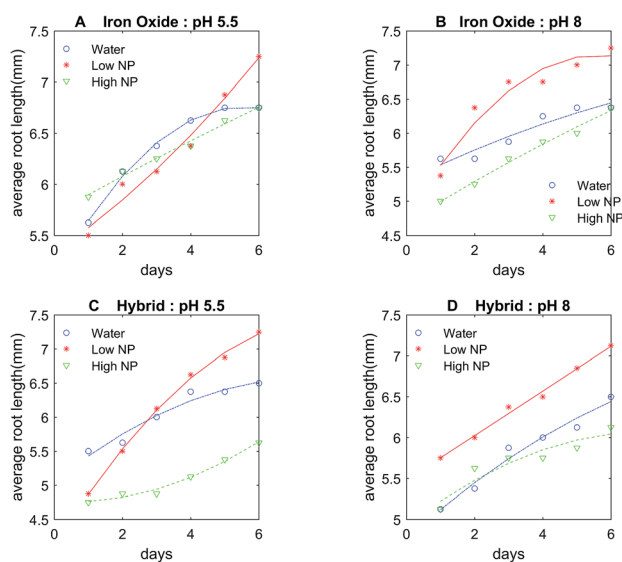 A Iron Oxide : pH 5.5
average root length(mm)
7.5
7
6.5
6
5.5
0 2 4 6
days
Water
Low NP
High NP
B Iron Oxide : pH 8
average root length(mm)
7.5
7
6.5
6
5.5
5
4.5
0 2 4 6
days
Water
Low NP
High NP
C Hybrid : pH 5.5
average root length(mm)
7.5
7
6.5
6
5.5
5
4.5
0 2 4 6
days
Water
Low NP
High NP
D Hybrid : pH 8
average root length(mm)
7.5
7
6.5
6
5.5
5
0 2 4 6
days
Water
Low NP
High NP